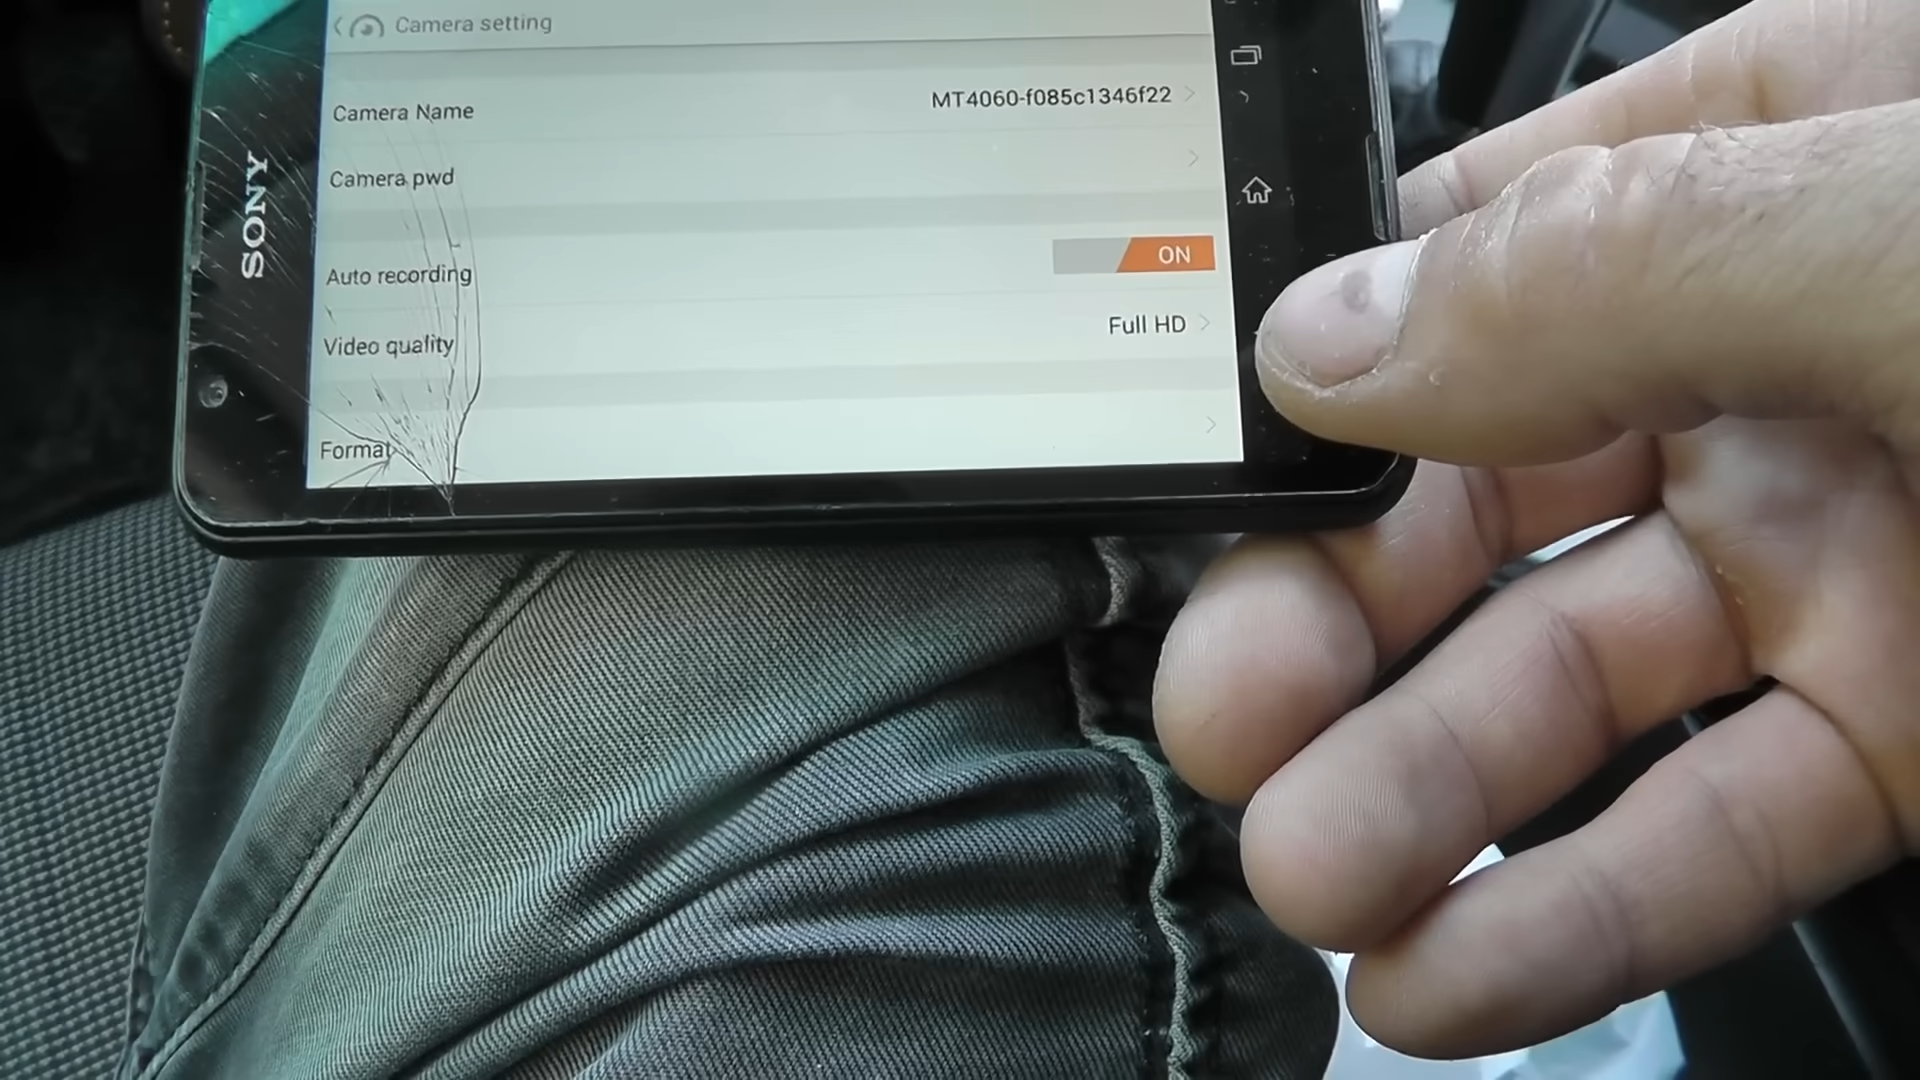 Camera setting
Camera Name MT4060-f085c1346f22
Camera pwd
Auto recording ON
Video quality Full HD
Format
SONY